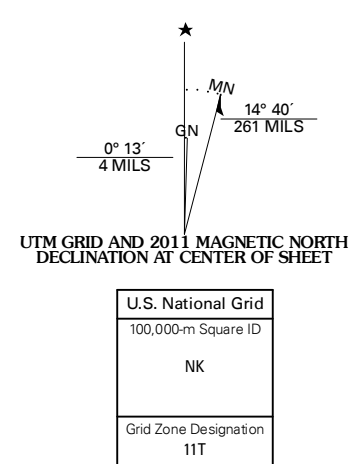 ★
MN
GN
14° 40´
261 MILS
0° 13´
4 MILS
UTM GRID AND 2011 MAGNETIC NORTH
DECLINATION AT CENTER OF SHEET
U.S. National Grid
100,000-m Square ID
NK
Grid Zone Designation
11T